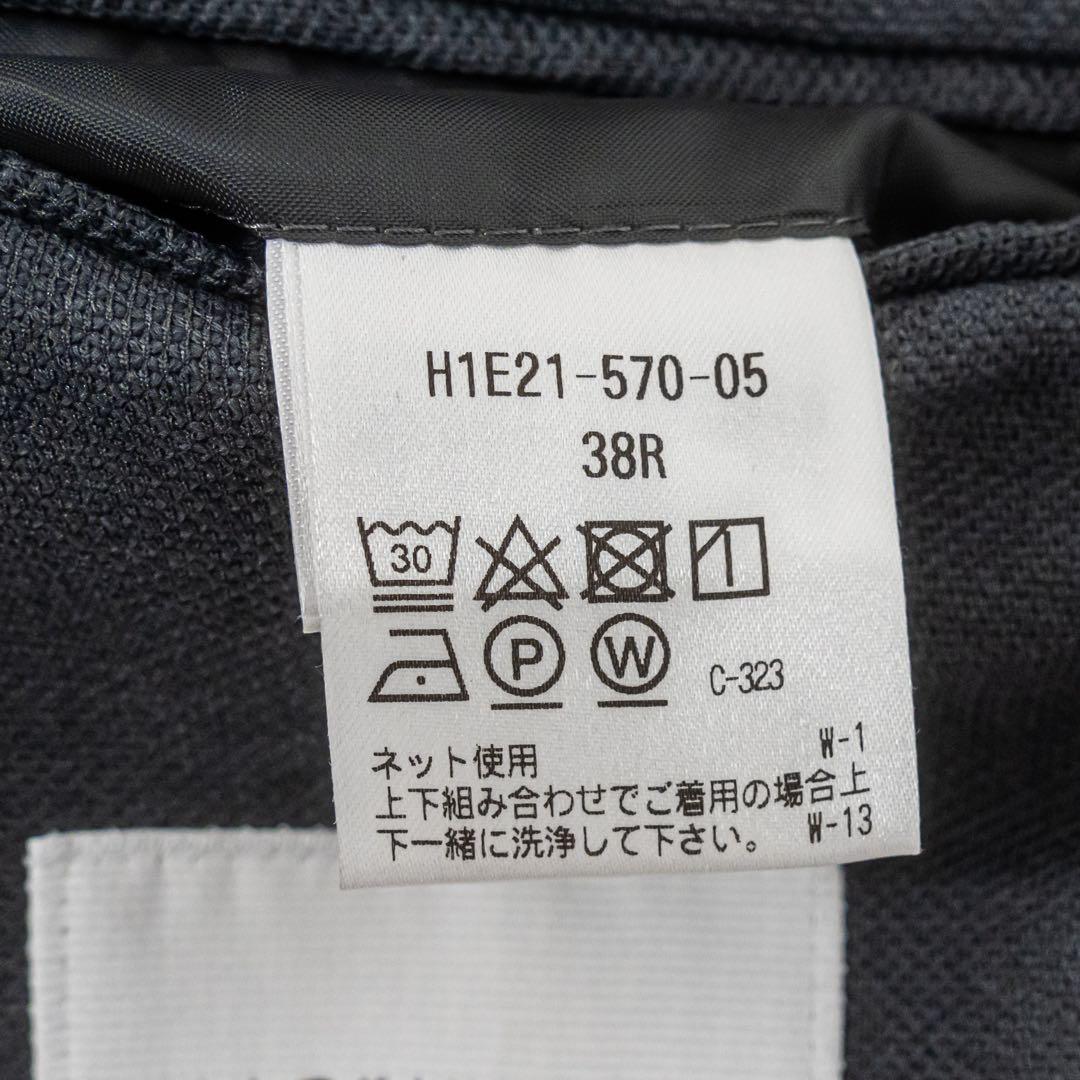 H1E21-570-05
38R
30
P W C-323
ネット使用 W-1
上下組み合わせでご着用の場合上
下一緒に洗浄して下さい。 W-13